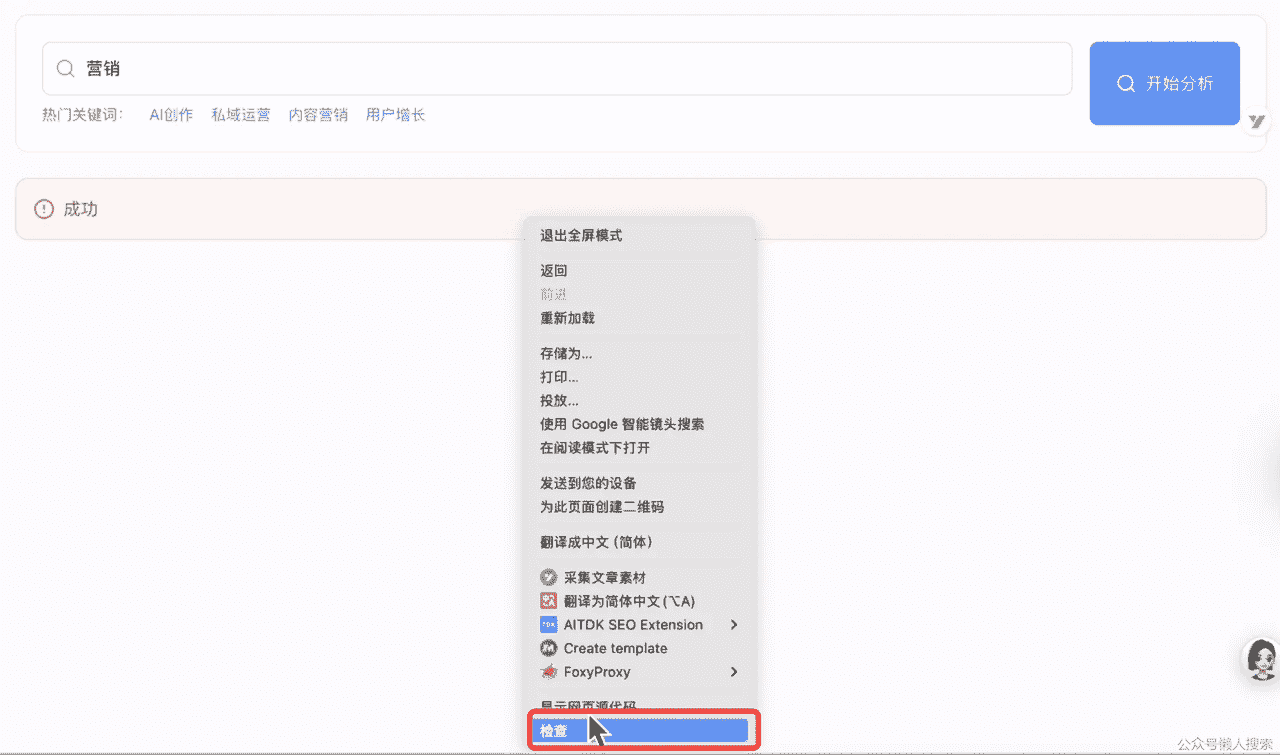 营销
开始分析
热门关键词: AI创作 私域运营 内容营销 用户增长
成功
退出全屏模式
返回
前进
重新加载
存储为...
打印...
投放...
使用 Google 智能镜头搜索
在阅读模式下打开
发送到您的设备
为此页面创建二维码
翻译成中文 (简体)
采集文章素材
翻译为简体中文 (⌥A)
AITDK SEO Extension
Create template
FoxyProxy
显示网页源代码
检查
公众号懒人搜索